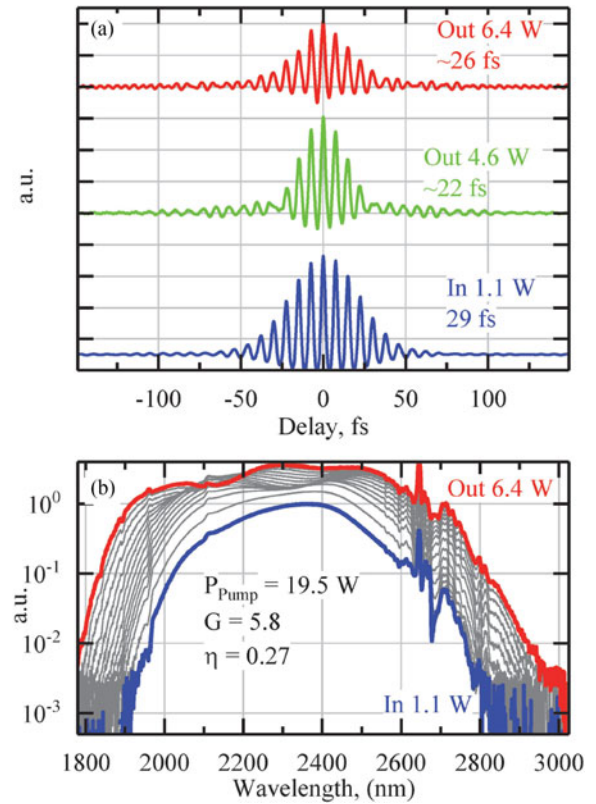 (a)
Out 6.4 W
~26 fs
Out 4.6 W
~22 fs
In 1.1 W
29 fs
a.u.
-100 -50 0 50 100
Delay, fs
(b)
Out 6.4 W
10^0
10^-1
10^-2
10^-3
a.u.
P_Pump = 19.5 W
G = 5.8
η = 0.27
In 1.1 W
1800 2000 2200 2400 2600 2800 3000
Wavelength, (nm)